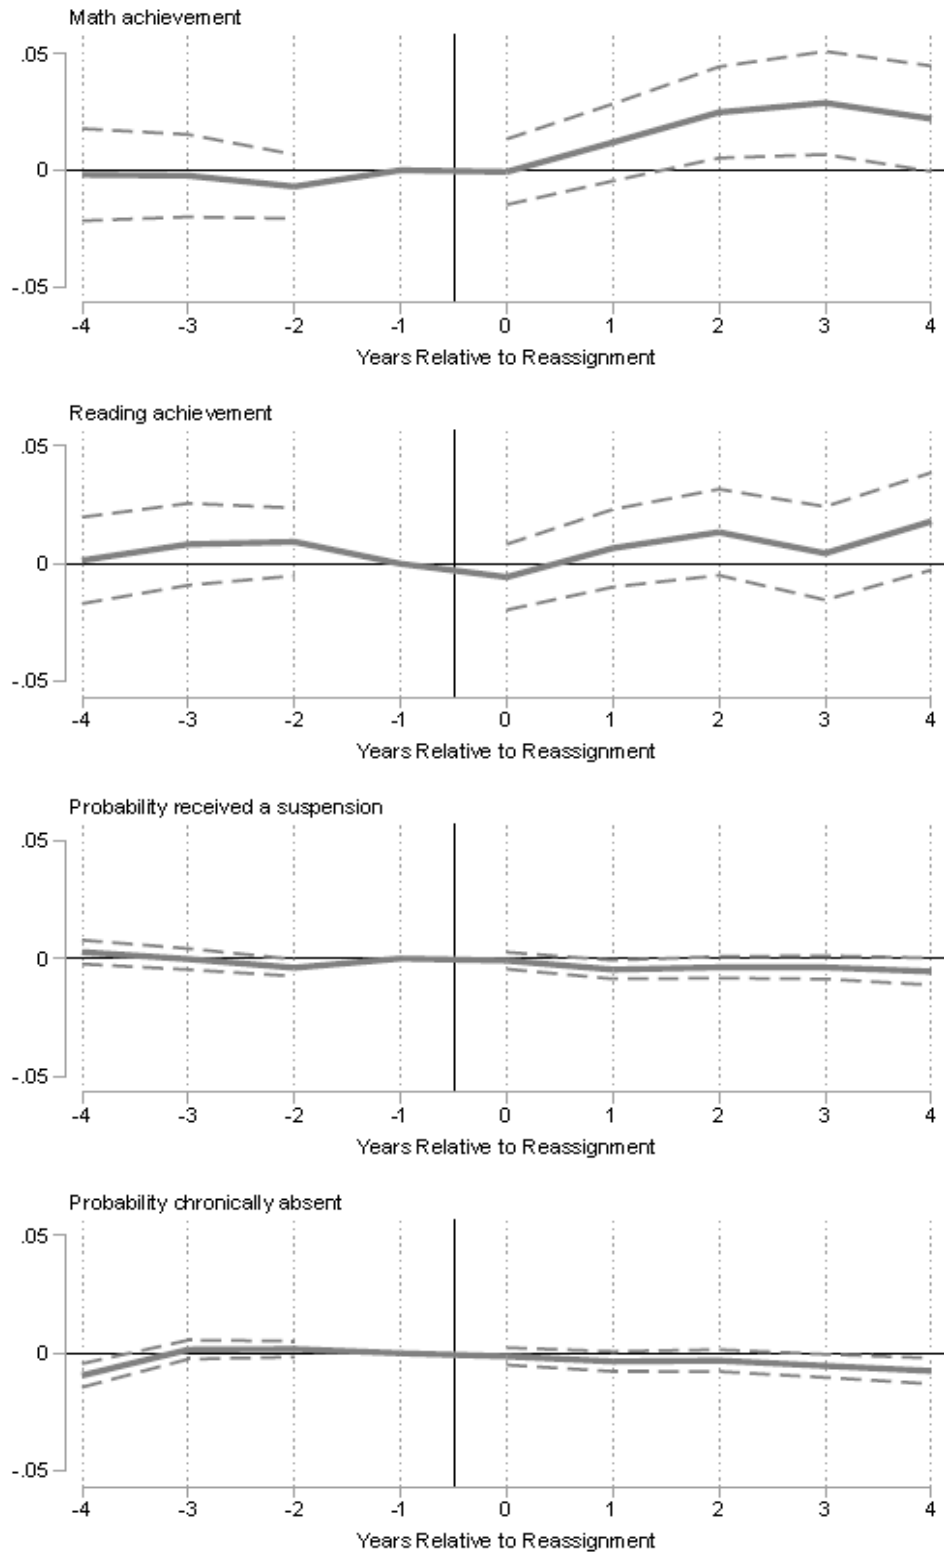 Math achievement
.05
0
-.05
-4 -3 -2 -1 0 1 2 3 4
Years Relative to Reassignment
Reading achievement
.05
0
-.05
-4 -3 -2 -1 0 1 2 3 4
Years Relative to Reassignment
Probability received a suspension
.05
0
-.05
-4 -3 -2 -1 0 1 2 3 4
Years Relative to Reassignment
Probability chronically absent
.05
0
-.05
-4 -3 -2 -1 0 1 2 3 4
Years Relative to Reassignment